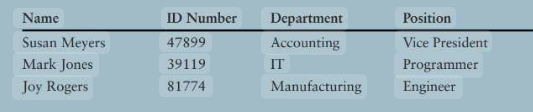 Name ID Number Department Position
Susan Meyers 47899 Accounting Vice President
Mark Jones 39119 IT Programmer
Joy Rogers 81774 Manufacturing Engineer